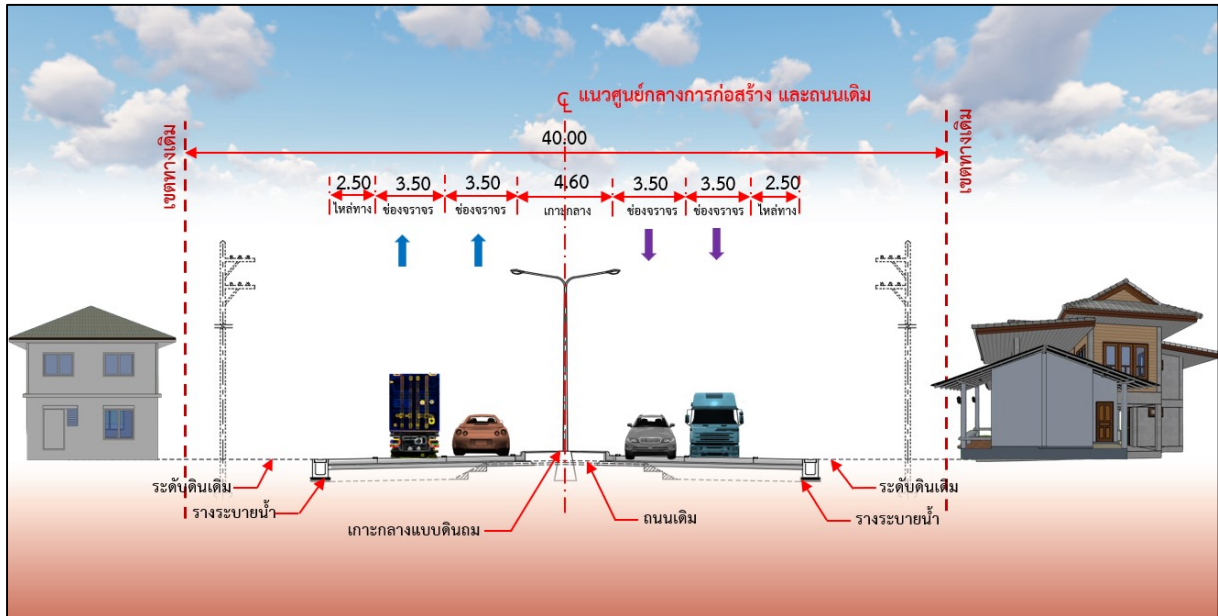 ℄ แนวศูนย์กลางการก่อสร้าง และถนนเดิม
เขตทางเดิม
40.00
เขตทางเดิม
2.50 3.50 3.50 4.60 3.50 3.50 2.50
ไหล่ทาง ช่องจราจร ช่องจราจร เกาะกลาง ช่องจราจร ช่องจราจร ไหล่ทาง
ระดับดินเดิม
ระดับดินเดิม
รางระบายน้ำ
เกาะกลางแบบดินถม
ถนนเดิม
รางระบายน้ำ